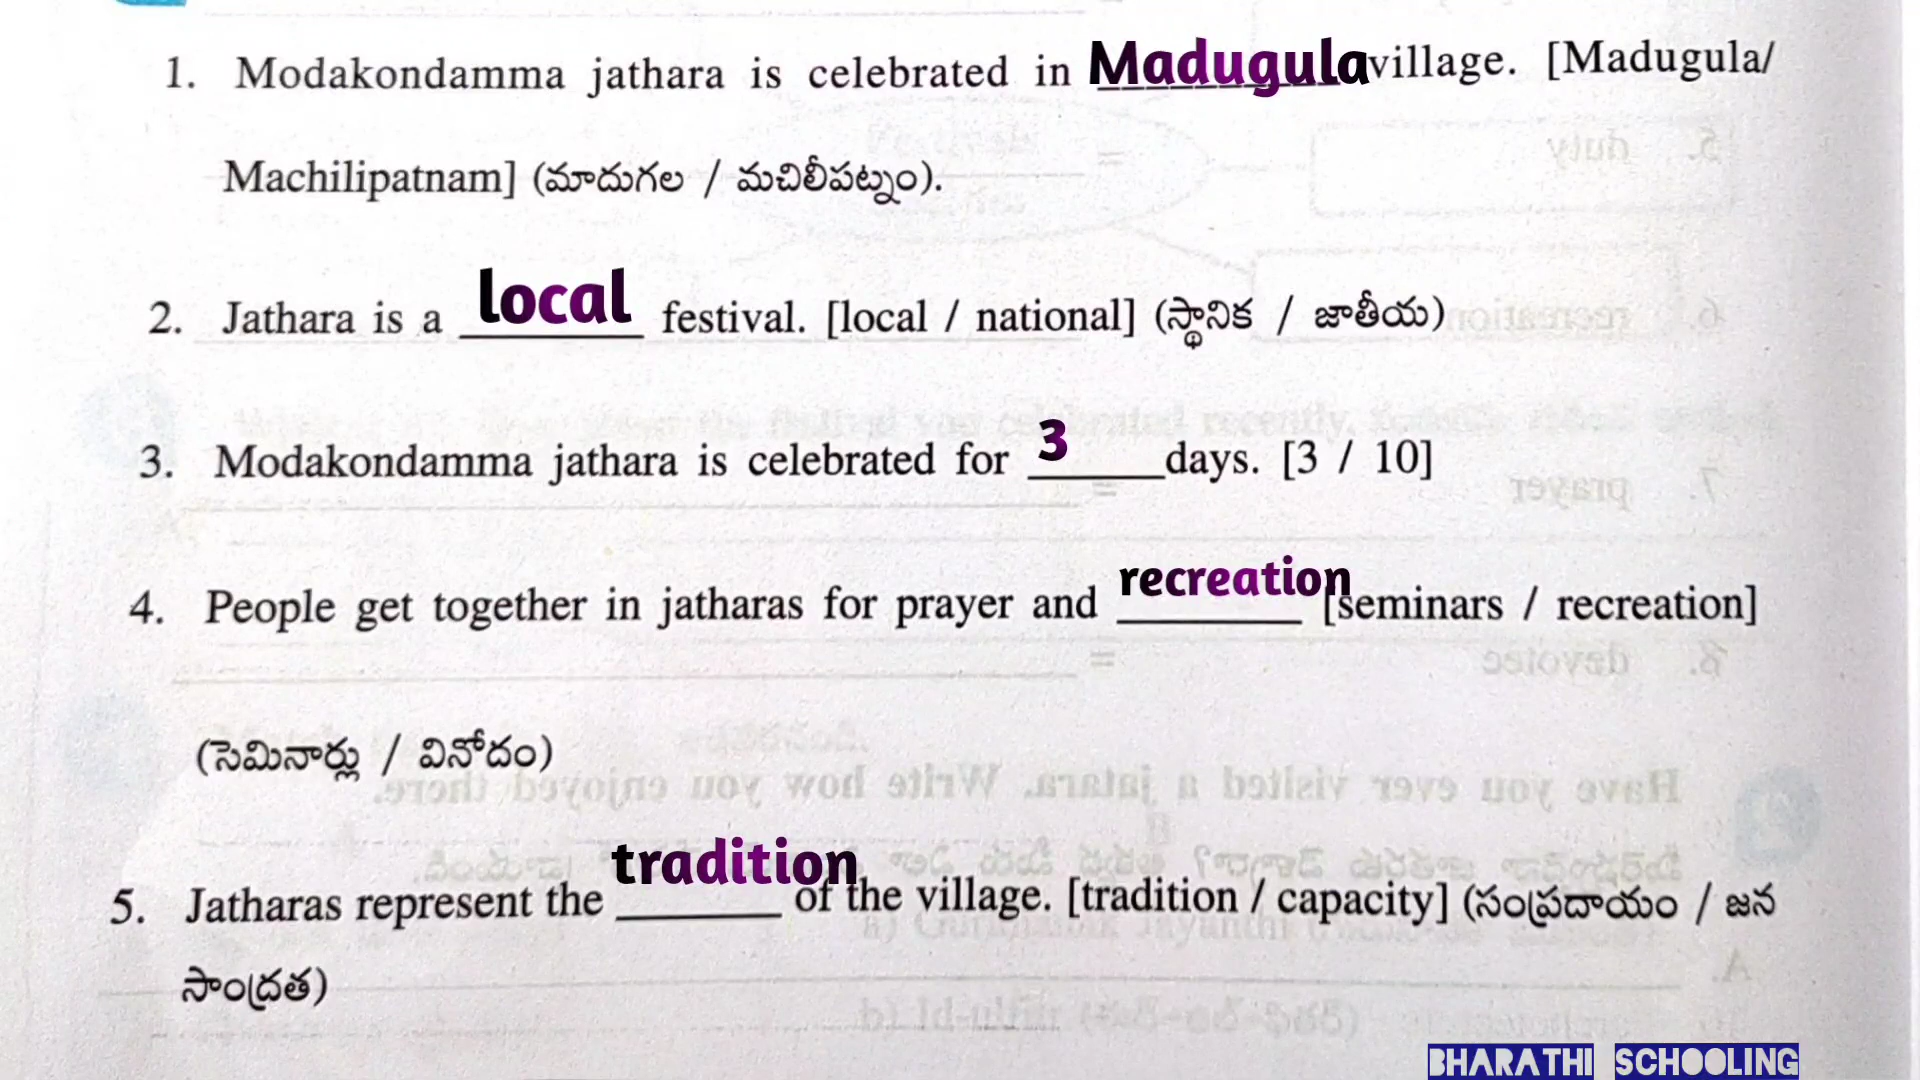 1. Modakondamma jathara is celebrated in Madugula village. [Madugula/
Machilipatnam] (మాదుగల / మచిలీపట్నం).
2. Jathara is a local festival. [local / national] (స్థానిక / జాతీయ)
3. Modakondamma jathara is celebrated for 3 days. [3 / 10]
4. People get together in jatharas for prayer and recreation [seminars / recreation]
(సెమినార్లు / వినోదం)
5. Jatharas represent the tradition of the village. [tradition / capacity] (సంప్రదాయం / జన
సాంద్రత)
BHARATHI SCHOOLING